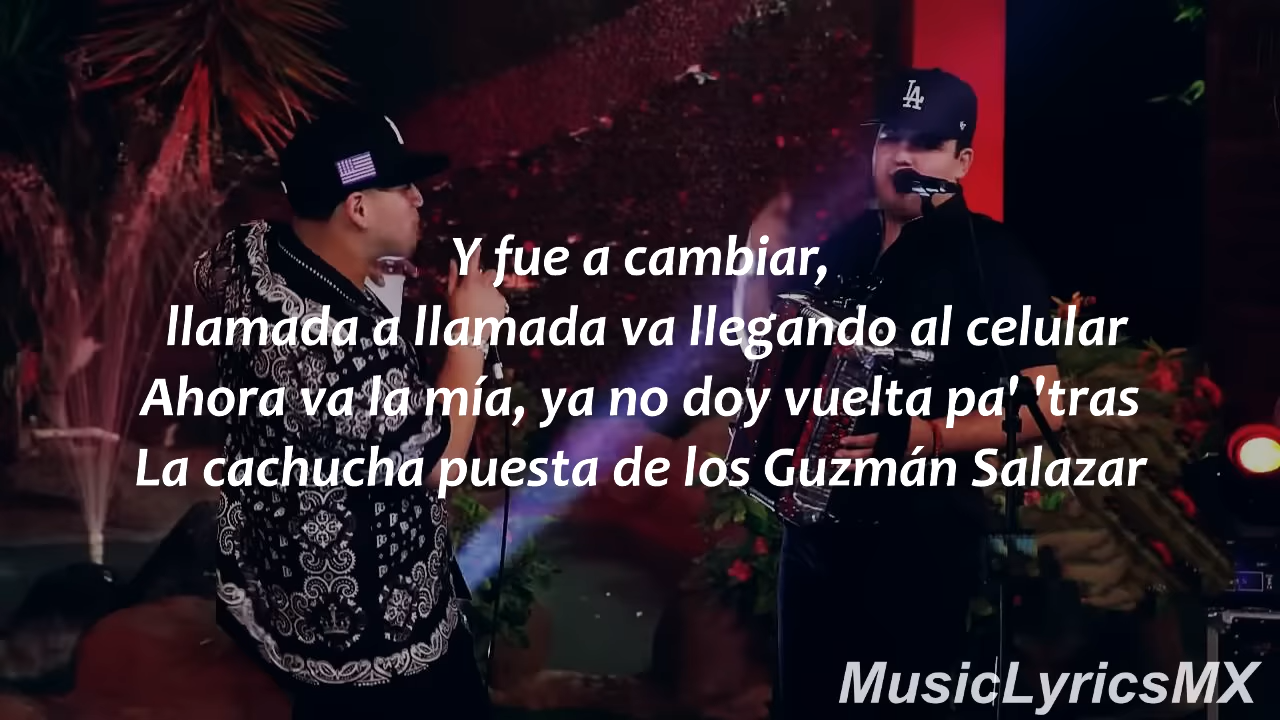 LA
Y fue a cambiar,
llamada a llamada va llegando al celular
Ahora va la mía, ya no doy vuelta pa' 'tras
La cachucha puesta de los Guzmán Salazar
MusicLyricsMX